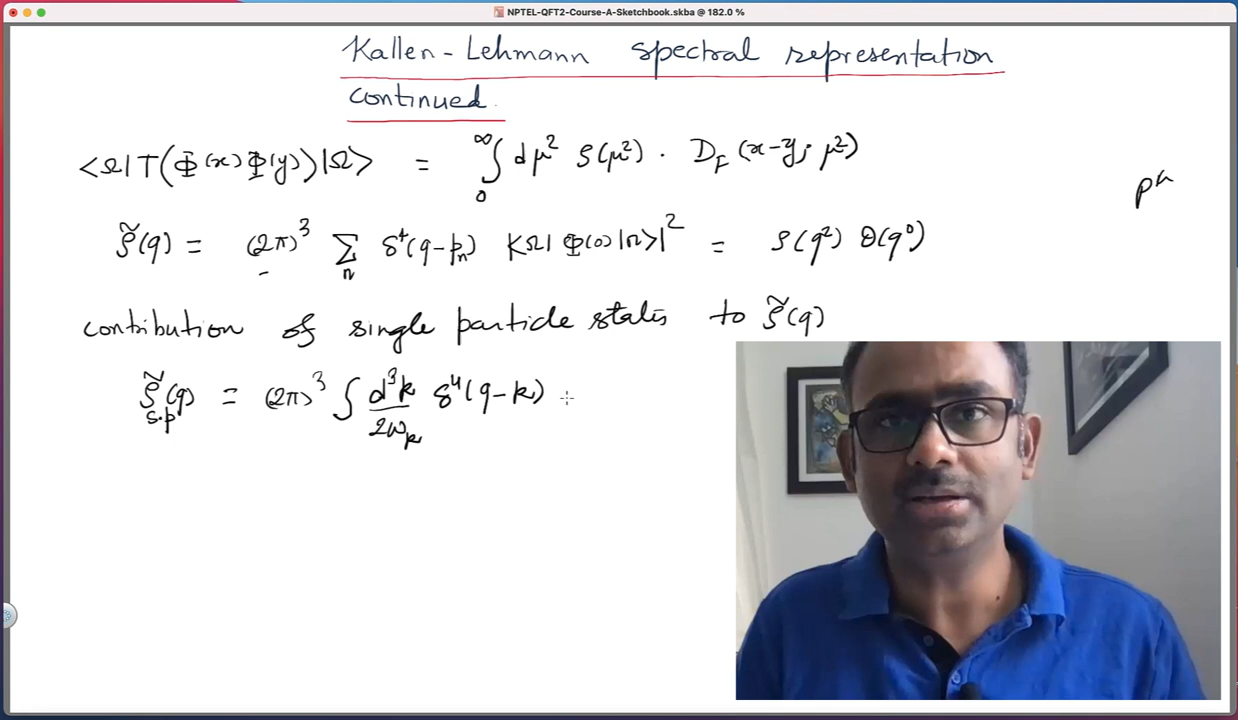 NPTEL-QFT2-Course-A-Sketchbook.skba @ 182.0 %
Kallen-Lehmann spectral representation
continued.
<Ω|T(Φ(x)Φ(y))|Ω> = ∫₀^∞ dμ² ρ(μ²) · D_F (x-y; μ²)
p^μ
ρ̃(q) = (2π)³ Σ_n δ⁴(q-p_n) |<Ω|Φ(0)|Ω>|² = ρ(q²) θ(q⁰)
contribution of single particle states to ρ̃(q)
ρ̃_{s.p}(q) = (2π)³ ∫ d³k/2ω_k δ⁴(q-k)